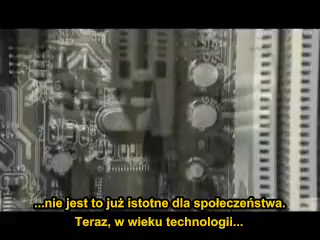 ...nie jest to już istotne dla społeczeństwa.
Teraz, w wieku technologii...